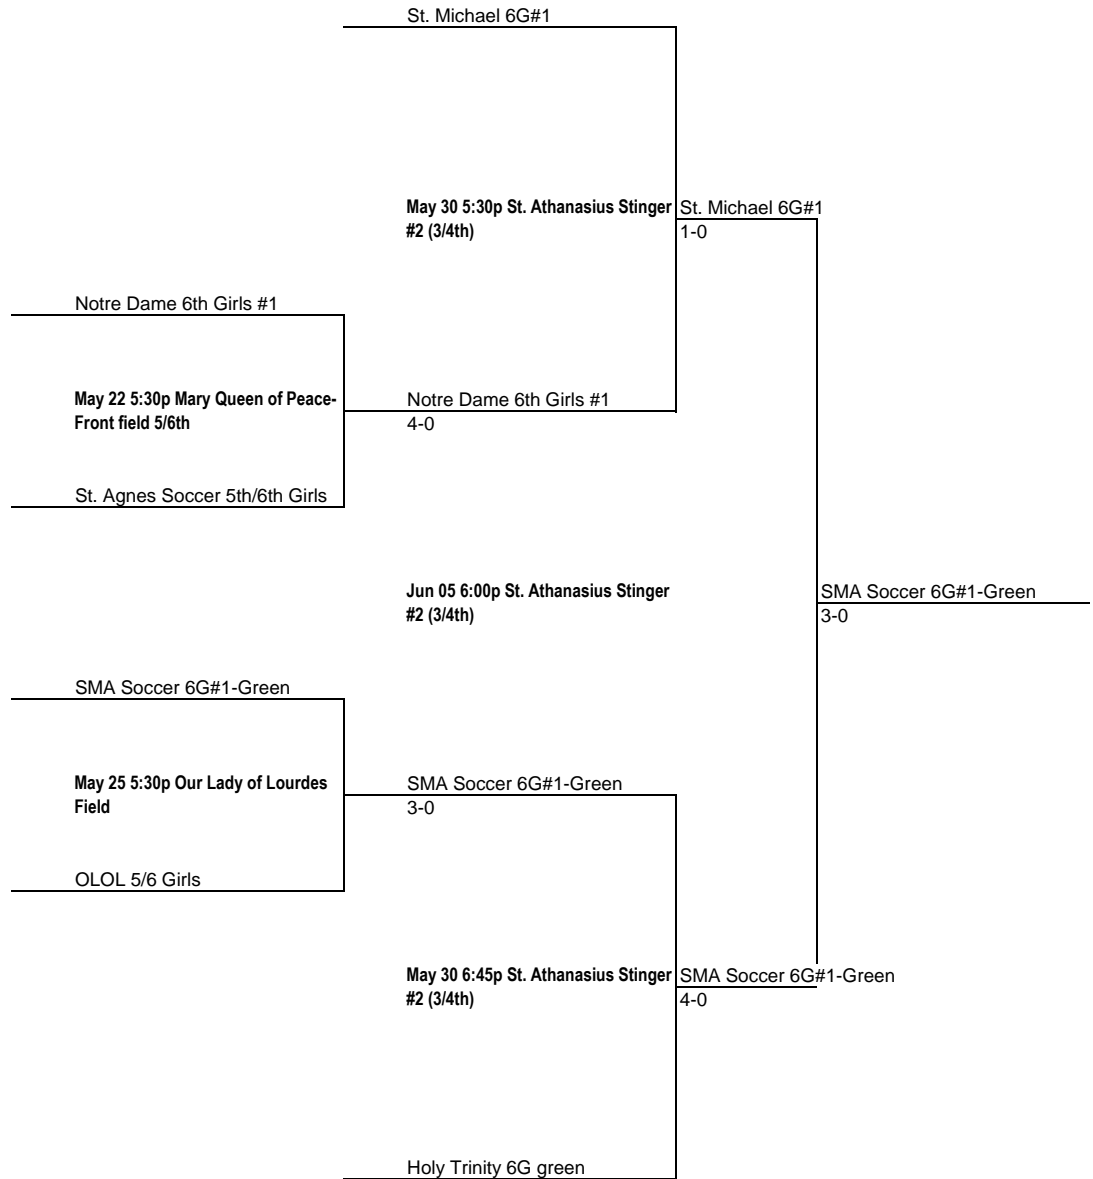 St. Michael 6G#1
May 30 5:30p St. Athanasius Stinger
#2 (3/4th)
St. Michael 6G#1
1-0
Notre Dame 6th Girls #1
May 22 5:30p Mary Queen of Peace-
Front field 5/6th
Notre Dame 6th Girls #1
4-0
St. Agnes Soccer 5th/6th Girls
Jun 05 6:00p St. Athanasius Stinger
#2 (3/4th)
SMA Soccer 6G#1-Green
3-0
SMA Soccer 6G#1-Green
May 25 5:30p Our Lady of Lourdes
Field
SMA Soccer 6G#1-Green
3-0
OLOL 5/6 Girls
May 30 6:45p St. Athanasius Stinger
#2 (3/4th)
SMA Soccer 6G#1-Green
4-0
Holy Trinity 6G green